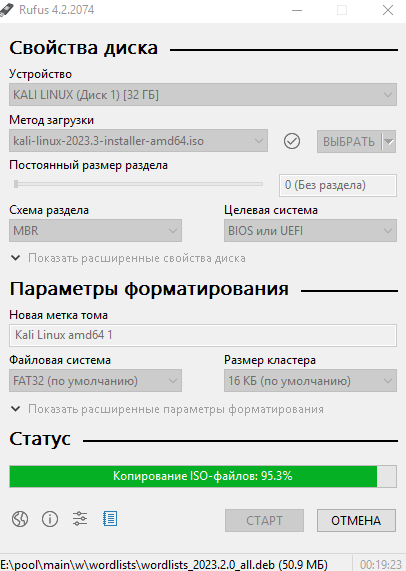 Rufus 4.2.2074
Свойства диска
Устройство
KALI LINUX (Диск 1) [32 ГБ]
Метод загрузки
kali-linux-2023.3-installer-amd64.iso
ВЫБРАТЬ
Постоянный размер раздела
0 (Без раздела)
Схема раздела
Целевая система
MBR
BIOS или UEFI
Показать расширенные свойства диска
Параметры форматирования
Новая метка тома
Kali Linux amd64 1
Файловая система
Размер кластера
FAT32 (по умолчанию)
16 КБ (по умолчанию)
Показать расширенные параметры форматирования
Статус
Копирование ISO-файлов: 95.3%
СТАРТ
ОТМЕНА
E:\pool\main\w\wordlists\wordlists_2023.2.0_all.deb (50.9 МБ)
00:19:23